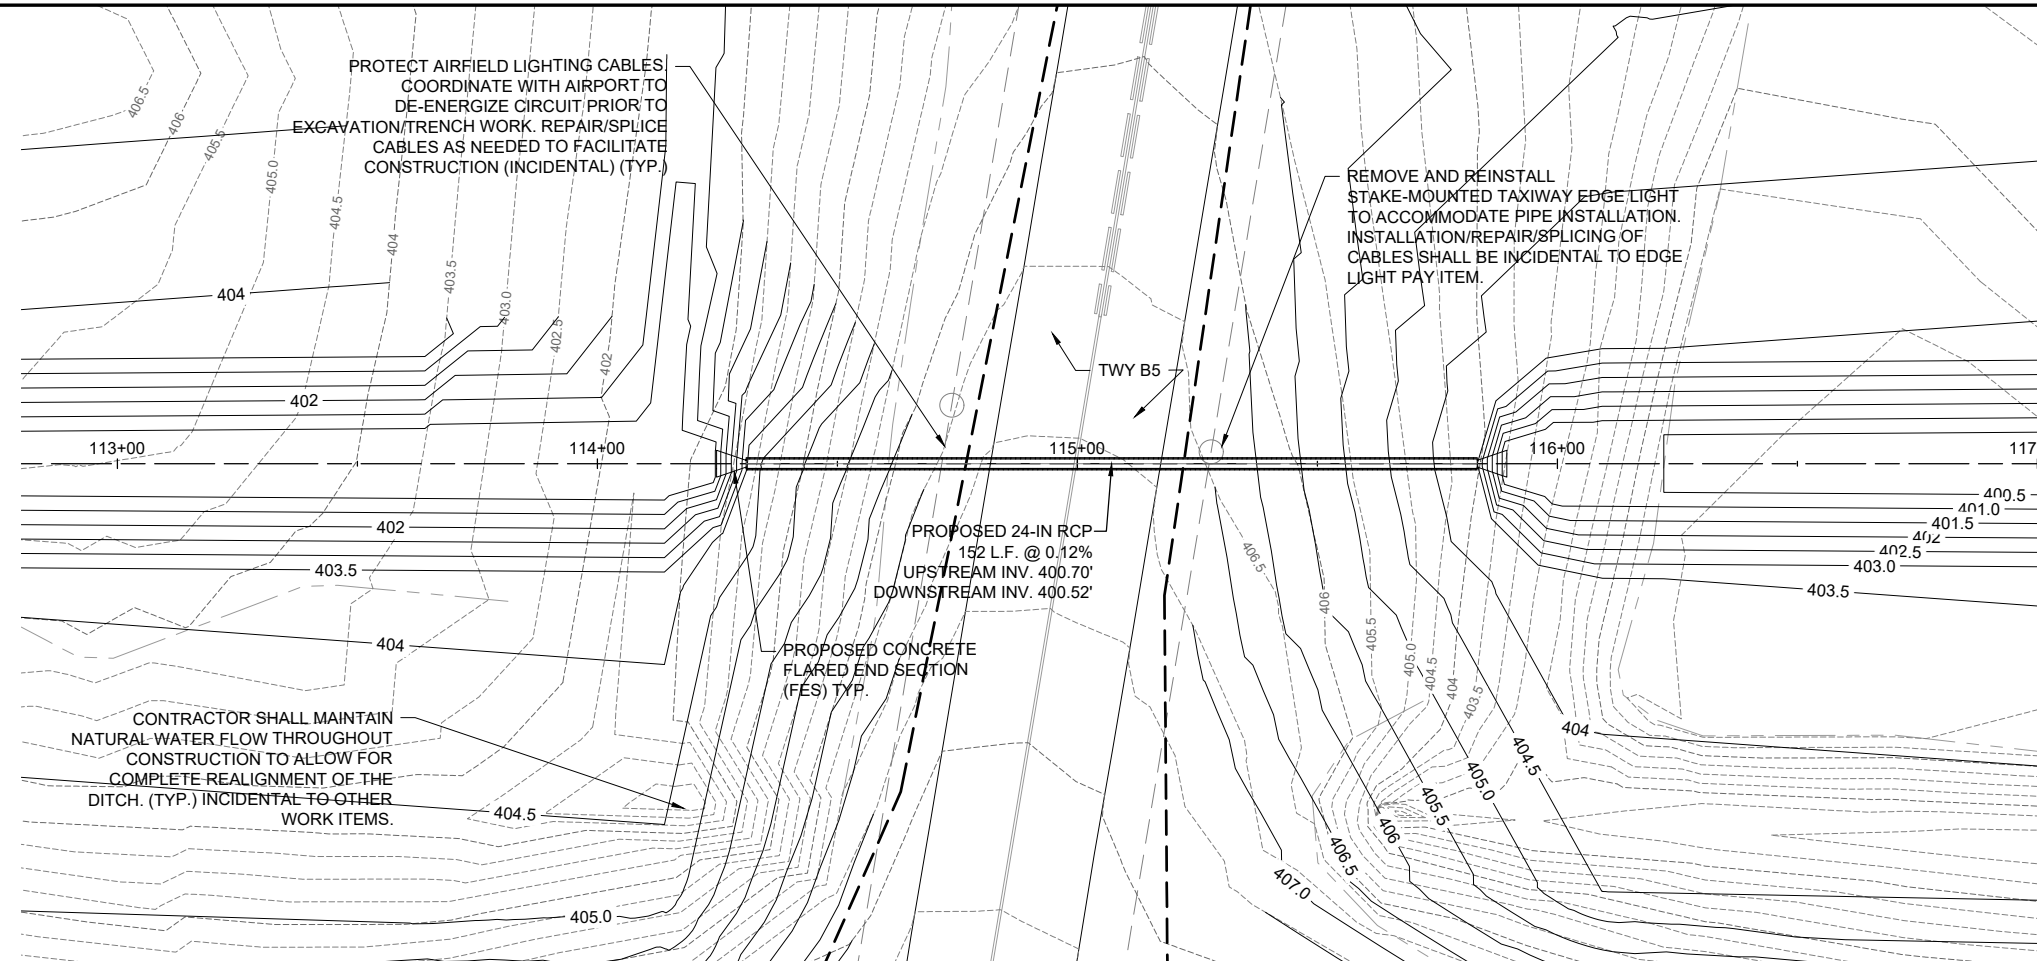 PROTECT AIRFIELD LIGHTING CABLES.
COORDINATE WITH AIRPORT TO
DE-ENERGIZE CIRCUIT PRIOR TO
EXCAVATION/TRENCH WORK. REPAIR/SPLICE
CABLES AS NEEDED TO FACILITATE
CONSTRUCTION (INCIDENTAL) (TYP.)
REMOVE AND REINSTALL
STAKE-MOUNTED TAXIWAY EDGE LIGHT
TO ACCOMMODATE PIPE INSTALLATION.
INSTALLATION/REPAIR/SPLICING OF
CABLES SHALL BE INCIDENTAL TO EDGE
LIGHT PAY ITEM.
406.5
406
405.5
405.0
404.5
404
403.5
403.0
402.5
402
404
402
TWY B5
113+00
114+00
115+00
116+00
117
402
403.5
404
404.5
405.0
PROPOSED 24-IN RCP
152 L.F. @ 0.12%
UPSTREAM INV. 400.70'
DOWNSTREAM INV. 400.52'
PROPOSED CONCRETE
FLARED END SECTION
(FES) TYP.
CONTRACTOR SHALL MAINTAIN
NATURAL WATER FLOW THROUGHOUT
CONSTRUCTION TO ALLOW FOR
COMPLETE REALIGNMENT OF THE
DITCH. (TYP.) INCIDENTAL TO OTHER
WORK ITEMS.
400.5
401.0
401.5
402
402.5
403.0
403.5
406.5
406
405.5
405.0
404.5
404
403.5
404
404.5
405.0
405.5
406
406.5
407.0